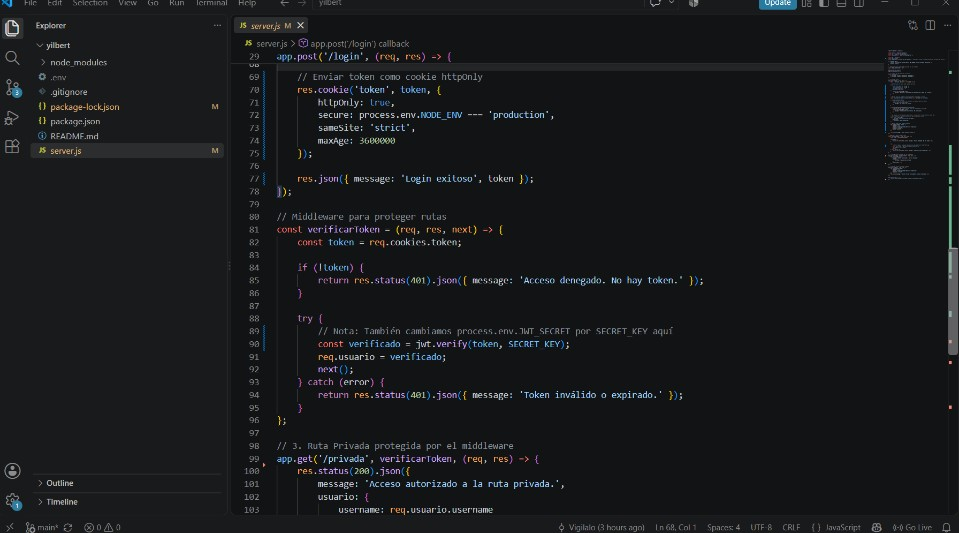 File Edit Selection View Go Run Terminal Help yilbert Update
Explorer
yilbert
node_modules
.env
.gitignore
package-lock.json M
package.json
README.md
server.js M
Outline
Timeline
server.js M
server.js > app.post('/login') callback
29 app.post('/login', (req, res) => {
68
69 // Enviar token como cookie httpOnly
70 res.cookie('token', token, {
71 httpOnly: true,
72 secure: process.env.NODE_ENV === 'production',
73 sameSite: 'strict',
74 maxAge: 3600000
75 });
76
77 res.json({ message: 'Login exitoso', token });
78 });
79
80 // Middleware para proteger rutas
81 const verificarToken = (req, res, next) => {
82 const token = req.cookies.token;
83
84 if (!token) {
85 return res.status(401).json({ message: 'Acceso denegado. No hay token.' });
86 }
87
88 try {
89 // Nota: También cambiamos process.env.JWT_SECRET por SECRET_KEY aquí
90 const verificado = jwt.verify(token, SECRET_KEY);
91 req.usuario = verificado;
92 next();
93 } catch (error) {
94 return res.status(401).json({ message: 'Token inválido o expirado.' });
95 }
96 };
97
98 // 3. Ruta Privada protegida por el middleware
99 app.get('/privada', verificarToken, (req, res) => {
100 res.status(200).json({
101 message: 'Acceso autorizado a la ruta privada.',
102 usuario: {
103 username: req.usuario.username
main* 0 0 Vigilalo (3 hours ago) Ln 68, Col 1 Spaces: 4 UTF-8 CRLF {} JavaScript Go Live